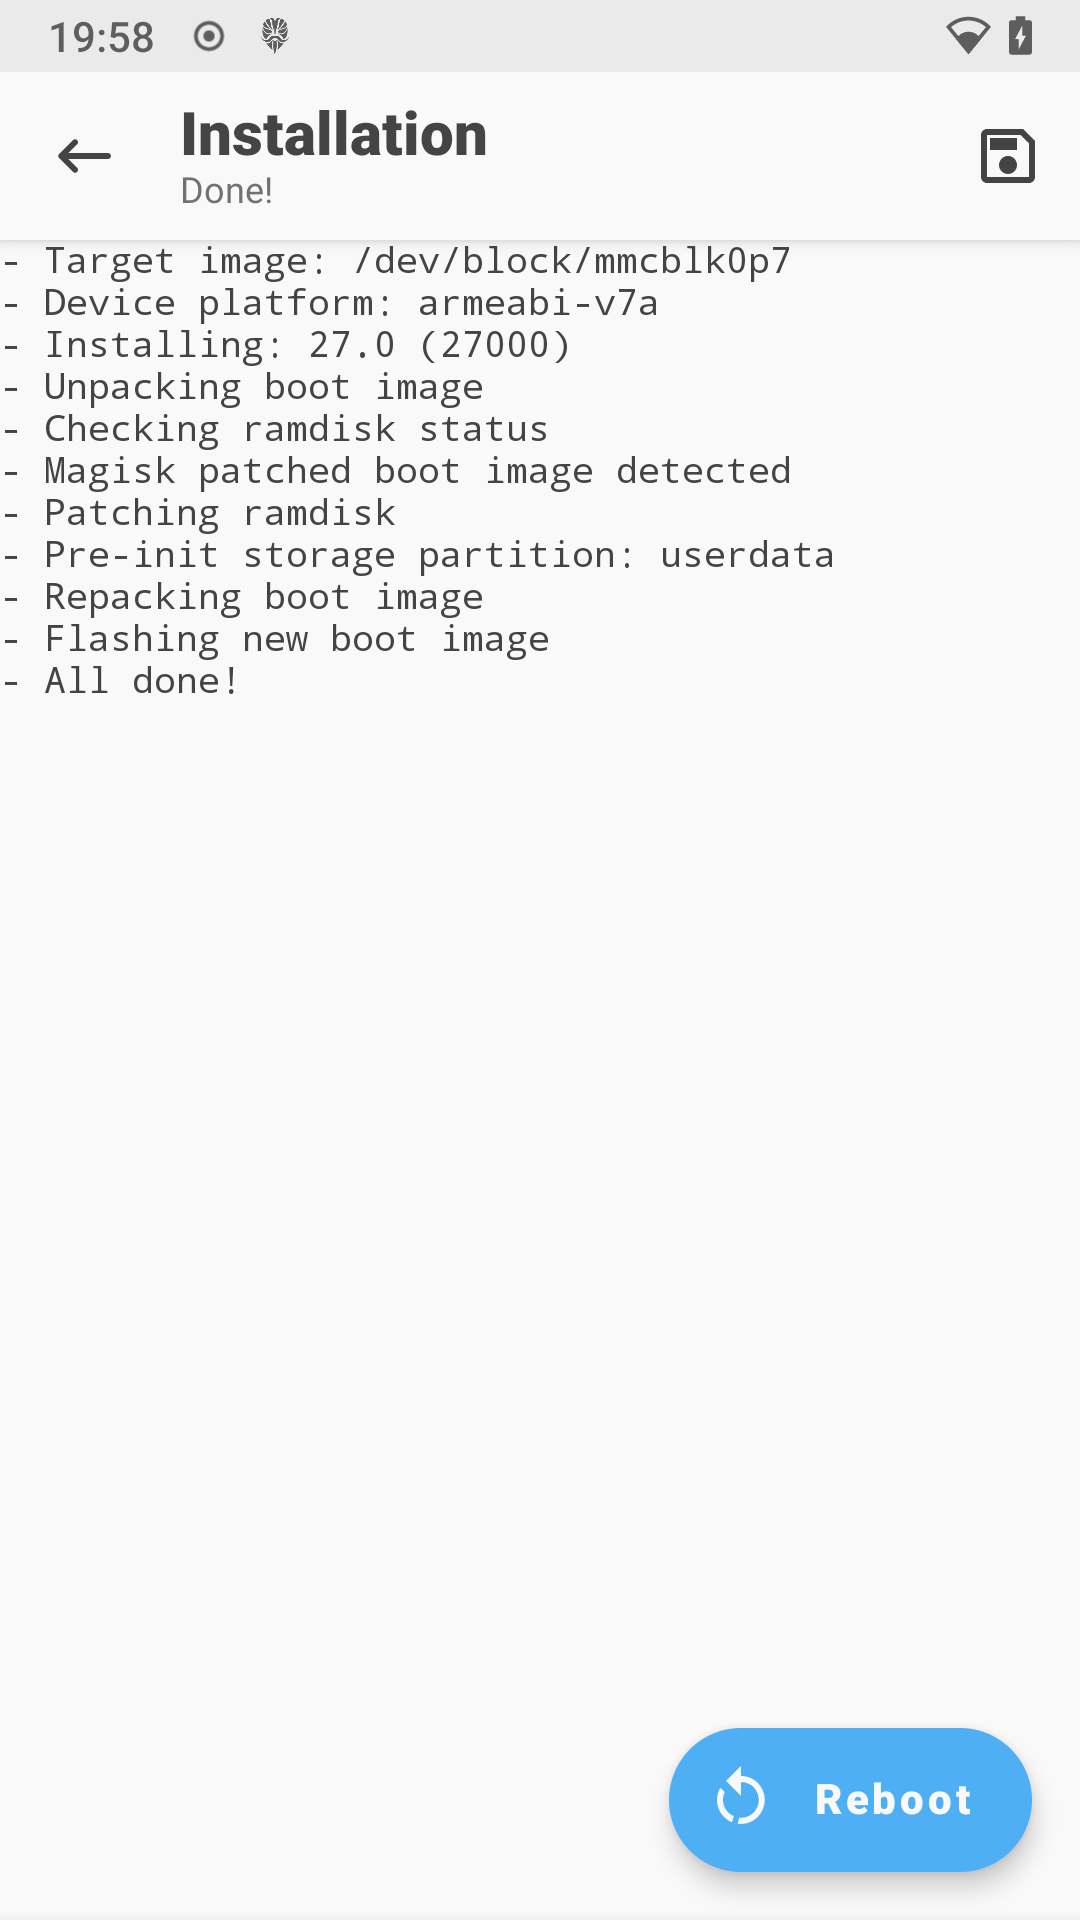 19:58
Installation
Done!
- Target image: /dev/block/mmcblk0p7
- Device platform: armeabi-v7a
- Installing: 27.0 (27000)
- Unpacking boot image
- Checking ramdisk status
- Magisk patched boot image detected
- Patching ramdisk
- Pre-init storage partition: userdata
- Repacking boot image
- Flashing new boot image
- All done!
Reboot